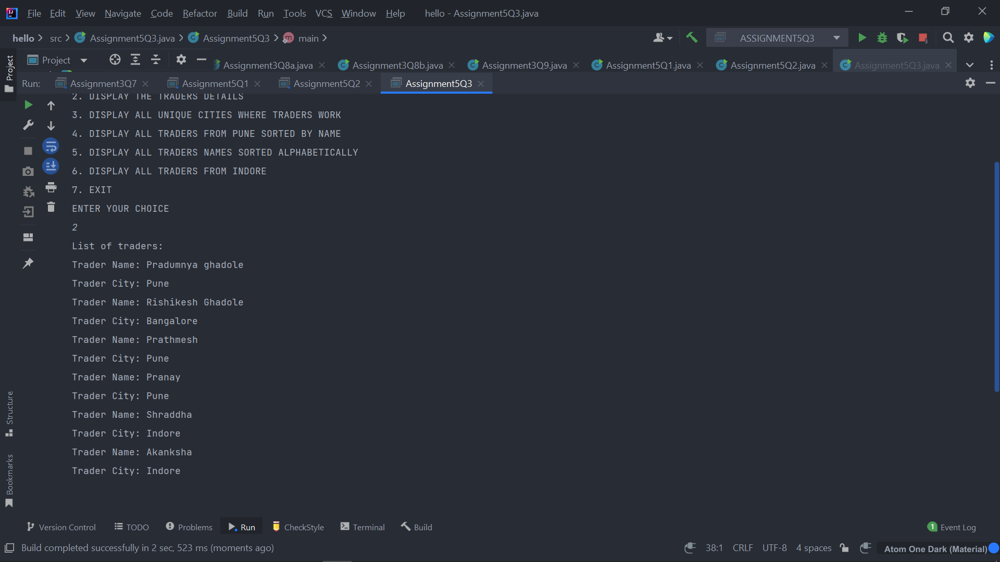 File Edit View Navigate Code Refactor Build Run Tools VCS Window Help hello - Assignment5Q3.java
hello src Assignment5Q3.java Assignment5Q3 main ASSIGNMENT5Q3
Project Assignment3Q8a.java Assignment3Q8b.java Assignment3Q9.java Assignment5Q1.java Assignment5Q2.java Assignment5Q3.java
Project
Run: Assignment3Q7 Assignment5Q1 Assignment5Q2 Assignment5Q3
2. DISPLAY THE TRADERS DETAILS
3. DISPLAY ALL UNIQUE CITIES WHERE TRADERS WORK
4. DISPLAY ALL TRADERS FROM PUNE SORTED BY NAME
5. DISPLAY ALL TRADERS NAMES SORTED ALPHABETICALLY
6. DISPLAY ALL TRADERS FROM INDORE
7. EXIT
ENTER YOUR CHOICE
2
List of traders:
Trader Name: Pradumnya ghadole
Trader City: Pune
Trader Name: Rishikesh Ghadole
Trader City: Bangalore
Trader Name: Prathmesh
Trader City: Pune
Trader Name: Pranay
Trader City: Pune
Trader Name: Shraddha
Trader City: Indore
Trader Name: Akanksha
Trader City: Indore
Structure
Bookmarks
Version Control TODO Problems Run CheckStyle Terminal Build 1 Event Log
Build completed successfully in 2 sec, 523 ms (moments ago) 38:1 CRLF UTF-8 4 spaces Atom One Dark (Material)